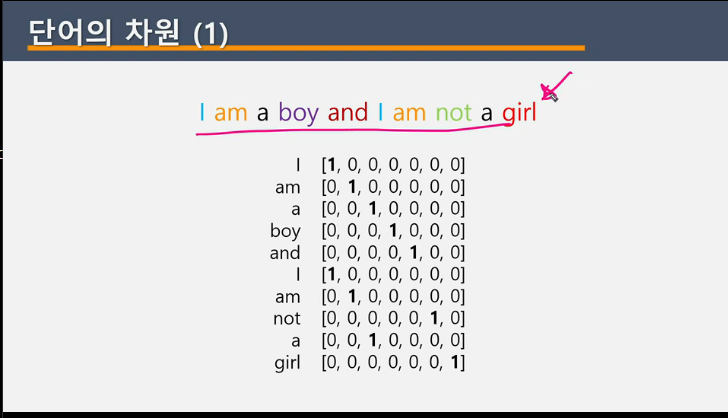 단어의 차원 (1)
I am a boy and I am not a girl
I [1, 0, 0, 0, 0, 0, 0]
am [0, 1, 0, 0, 0, 0, 0]
a [0, 0, 1, 0, 0, 0, 0]
boy [0, 0, 0, 1, 0, 0, 0]
and [0, 0, 0, 0, 1, 0, 0]
I [1, 0, 0, 0, 0, 0, 0]
am [0, 1, 0, 0, 0, 0, 0]
not [0, 0, 0, 0, 0, 1, 0]
a [0, 0, 1, 0, 0, 0, 0]
girl [0, 0, 0, 0, 0, 0, 1]